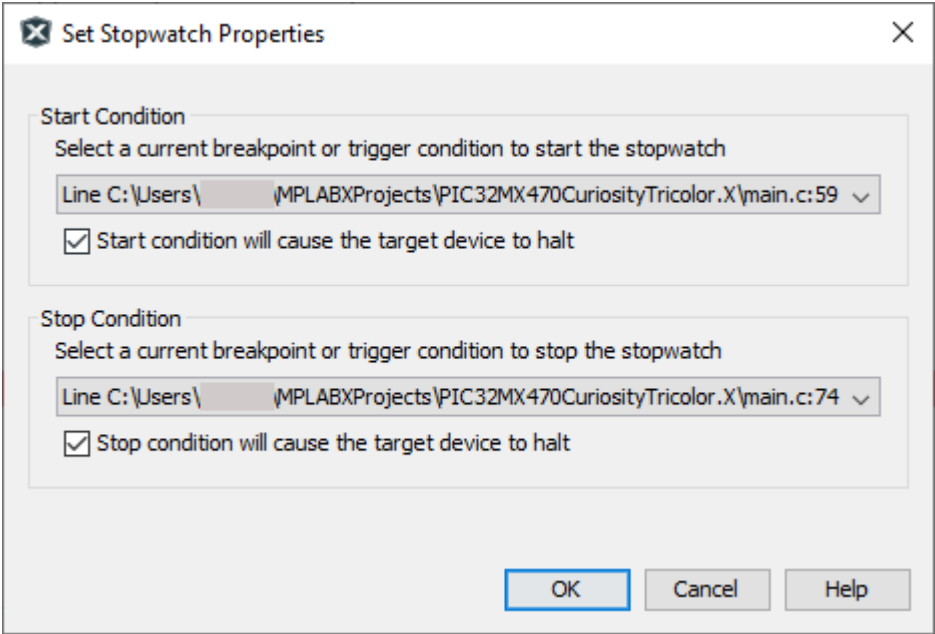 Set Stopwatch Properties
Start Condition
Select a current breakpoint or trigger condition to start the stopwatch
Line C:\Users\ \MPLABXProjects\PIC32MX470CuriosityTricolor.X\main.c:59
Start condition will cause the target device to halt
Stop Condition
Select a current breakpoint or trigger condition to stop the stopwatch
Line C:\Users\ \MPLABXProjects\PIC32MX470CuriosityTricolor.X\main.c:74
Stop condition will cause the target device to halt
OK Cancel Help